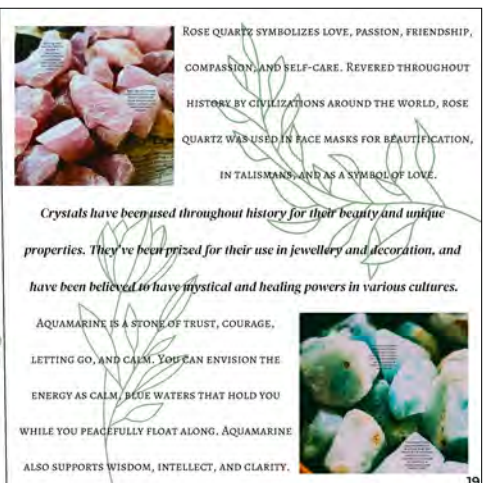 ROSE QUARTZ SYMBOLIZES LOVE, PASSION, FRIENDSHIP,
COMPASSION, AND SELF-CARE. REVERED THROUGHOUT
HISTORY BY CIVILIZATIONS AROUND THE WORLD, ROSE
QUARTZ WAS USED IN FACE MASKS FOR BEAUTIFICATION,
IN TALISMANS, AND AS A SYMBOL OF LOVE.
Crystals have been used throughout history for their beauty and unique
properties. They've been prized for their use in jewellery and decoration, and
have been believed to have mystical and healing powers in various cultures.
AQUAMARINE IS A STONE OF TRUST, COURAGE,
LETTING GO, AND CALM. YOU CAN ENVISION THE
ENERGY AS CALM, BLUE WATERS THAT HOLD YOU
WHILE YOU PEACEFULLY FLOAT ALONG. AQUAMARINE
ALSO SUPPORTS WISDOM, INTELLECT, AND CLARITY.
19